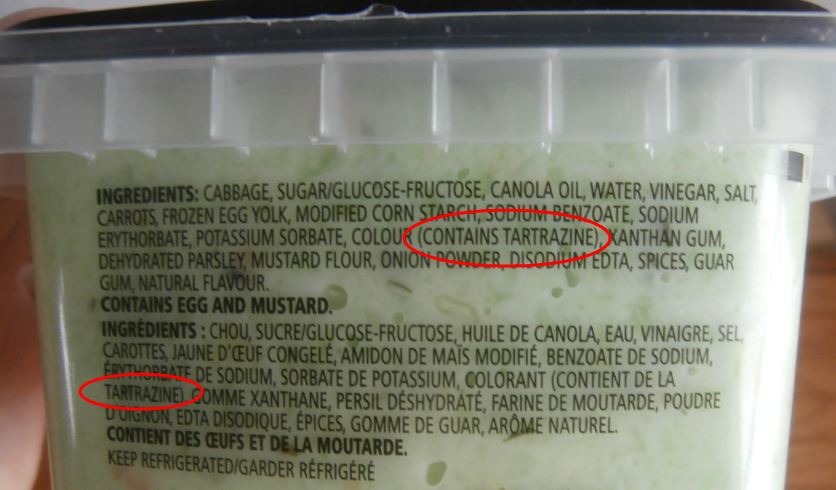 INGREDIENTS: CABBAGE, SUGAR/GLUCOSE-FRUCTOSE, CANOLA OIL, WATER, VINEGAR, SALT,
CARROTS, FROZEN EGG YOLK, MODIFIED CORN STARCH, SODIUM BENZOATE, SODIUM
ERYTHORBATE, POTASSIUM SORBATE, COLOUR (CONTAINS TARTRAZINE), XANTHAN GUM,
DEHYDRATED PARSLEY, MUSTARD FLOUR, ONION POWDER, DISODIUM EDTA, SPICES, GUAR
GUM, NATURAL FLAVOUR.
CONTAINS EGG AND MUSTARD.
INGRÉDIENTS : CHOU, SUCRE/GLUCOSE-FRUCTOSE, HUILE DE CANOLA, EAU, VINAIGRE, SEL,
CAROTTES, JAUNE D'ŒUF CONGELÉ, AMIDON DE MAÏS MODIFIÉ, BENZOATE DE SODIUM,
ÉRYTHORBATE DE SODIUM, SORBATE DE POTASSIUM, COLORANT (CONTIENT DE LA
TARTRAZINE), GOMME XANTHANE, PERSIL DÉSHYDRATÉ, FARINE DE MOUTARDE, POUDRE
D'OIGNON, EDTA DISODIQUE, ÉPICES, GOMME DE GUAR, ARÔME NATUREL.
CONTIENT DES ŒUFS ET DE LA MOUTARDE.
KEEP REFRIGERATED/GARDER RÉFRIGÉRÉ